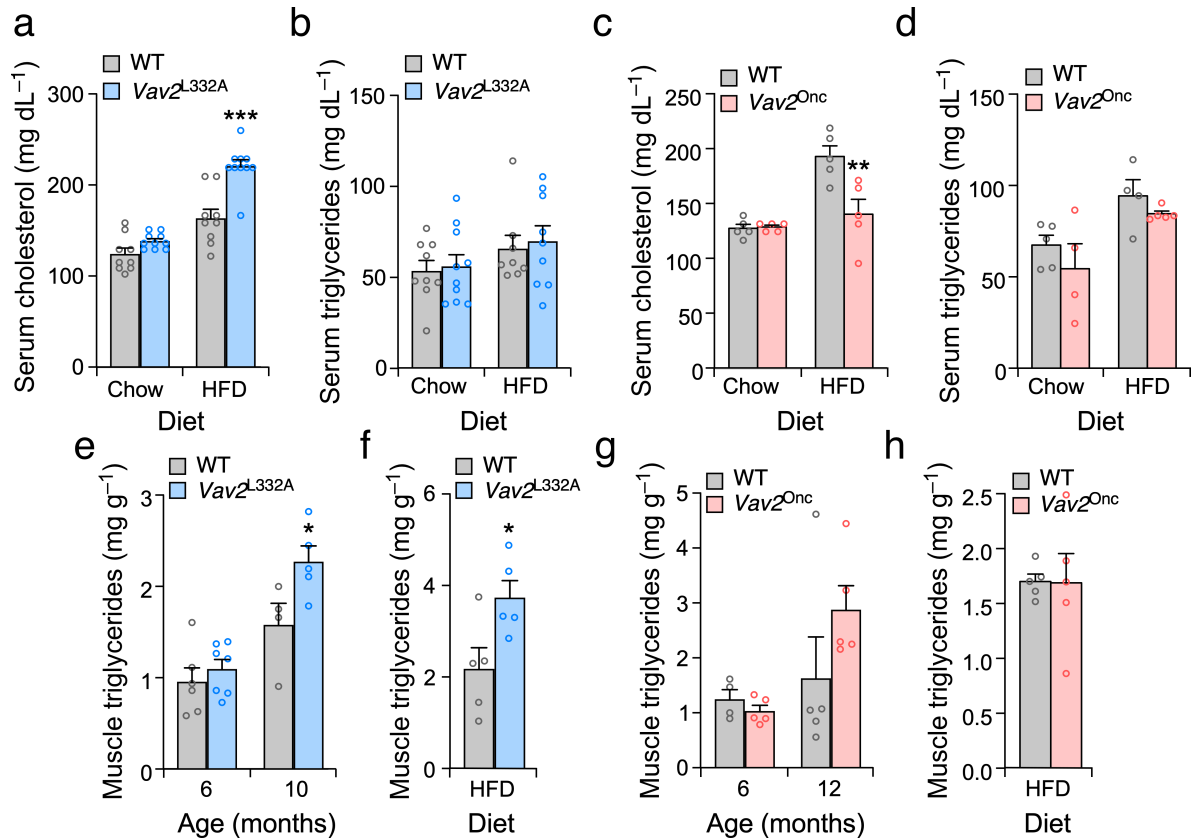 a
WT
Vav2L332A
Serum cholesterol (mg dL−1)
300
200
100
0
***
Chow HFD
Diet
b
WT
Vav2L332A
Serum triglycerides (mg dL−1)
150
100
50
0
Chow HFD
Diet
c
WT
Vav2Onc
Serum cholesterol (mg dL−1)
250
200
150
100
50
0
**
Chow HFD
Diet
d
WT
Vav2Onc
Serum triglycerides (mg dL−1)
150
100
50
0
Chow HFD
Diet
e
WT
Vav2L332A
Muscle triglycerides (mg g−1)
3
2
1
0
*
6 10
Age (months)
f
WT
Vav2L332A
Muscle triglycerides (mg g−1)
6
4
2
0
*
HFD
Diet
g
WT
Vav2Onc
Muscle triglycerides (mg g−1)
5
4
3
2
1
0
6 12
Age (months)
h
WT
Vav2Onc
Muscle triglycerides (mg g−1)
2.5
2.0
1.5
1.0
0.5
0.0
HFD
Diet